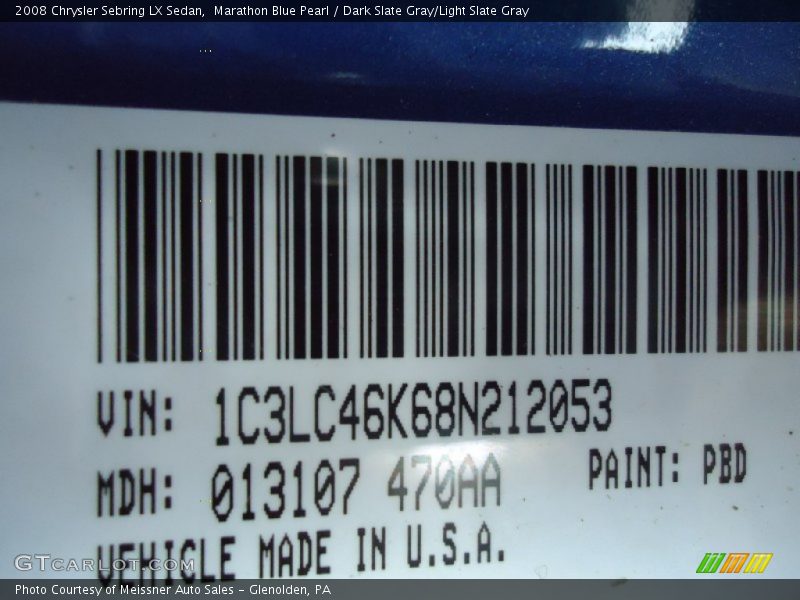 2008 Chrysler Sebring LX Sedan, Marathon Blue Pearl / Dark Slate Gray/Light Slate Gray
VIN: 1C3LC46K68N212053
MDH: 013107 470AA PAINT: PBD
VEHICLE MADE IN U.S.A.
GTCarLot.com
Photo Courtesy of Meissner Auto Sales - Glenolden, PA